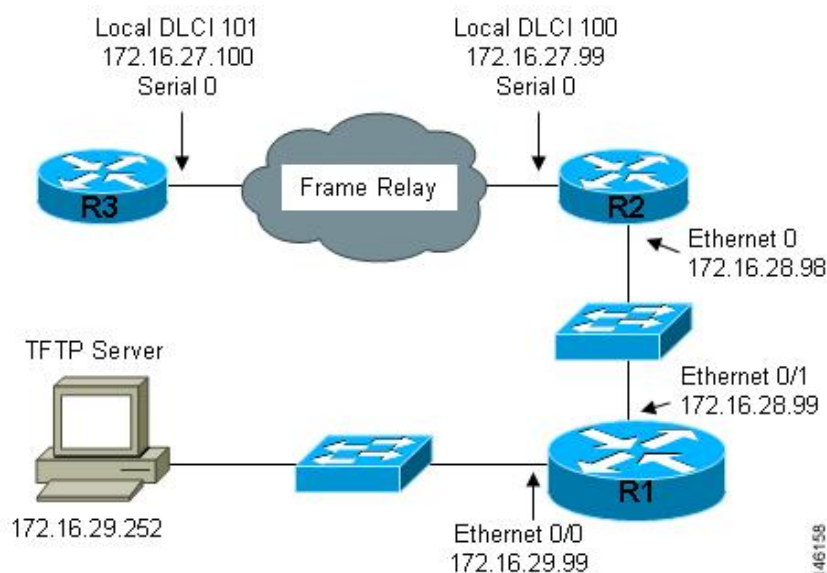 Local DLCI 101
172.16.27.100
Serial 0
Local DLCI 100
172.16.27.99
Serial 0
Frame Relay
R3
R2
Ethernet 0
172.16.28.98
TFTP Server
Ethernet 0/1
172.16.28.99
R1
172.16.29.252
Ethernet 0/0
172.16.29.99
146158